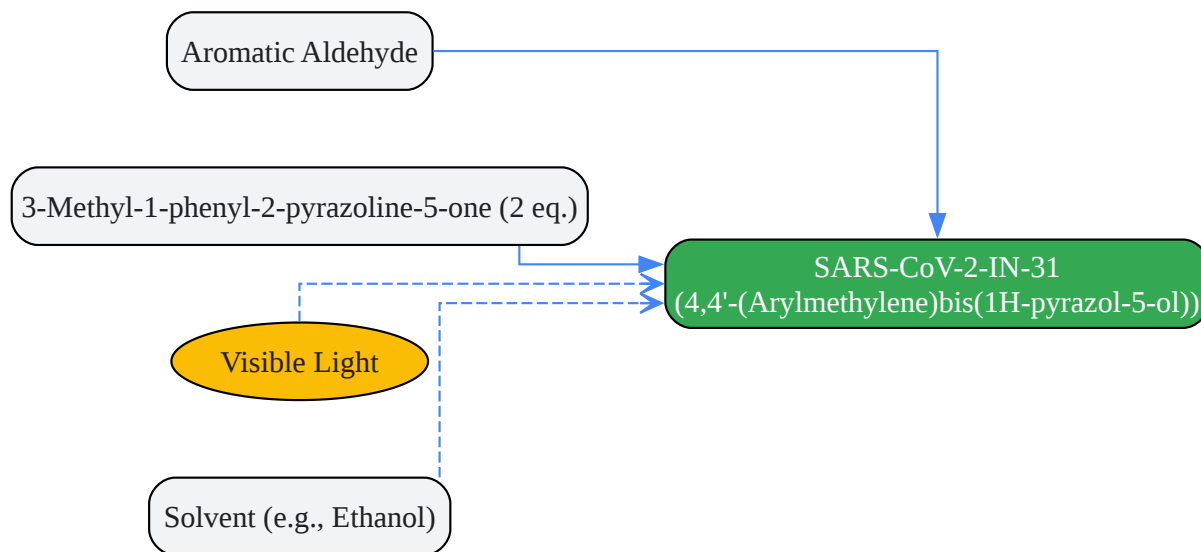 Aromatic Aldehyde
3-Methyl-1-phenyl-2-pyrazoline-5-one (2 eq.)
SARS-CoV-2-IN-31
(4,4'-(Arylmethylene)bis(1H-pyrazol-5-ol))
Visible Light
Solvent (e.g., Ethanol)